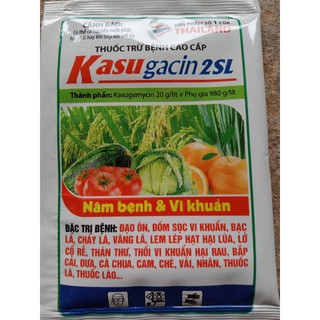 CẢNH BÁO:
SẢN PHẨM SỐ 1 CỦA
THAILAND
THUỐC TRỪ BỆNH CAO CẤP
Kasugacin 2SL
Thành phần: Kasugamycin 20 g/lít + Phụ gia 980 g/lít
Nấm bệnh & Vi khuẩn
ĐẶC TRỊ BỆNH: ĐẠO ÔN, ĐỐM SỌC VI KHUẨN, BẠC
LÁ, CHÁY LÁ, VÀNG LÁ, LEM LÉP HẠT HẠI LÚA, LỞ
CỔ RỄ, THÁN THƯ, THỐI VI KHUẨN HẠI RAU, BẮP
CẢI, DƯA, CÀ CHUA, CAM, CHÈ, VẢI, NHÃN, THUỐC
LÁ, THUỐC LÀO...